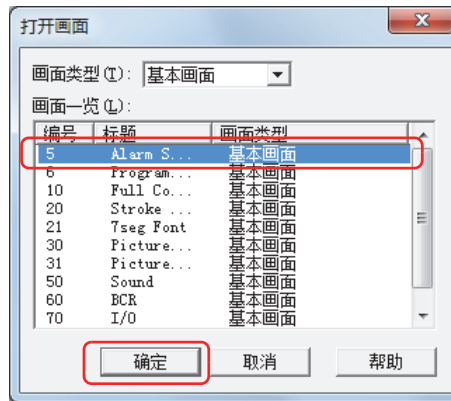 打开画面
画面类型(T): 基本画面
画面一览(L):
编号 标题 画面类型
5 Alarm S... 基本画面
6 Program... 基本画面
10 Full Co... 基本画面
20 Stroke ... 基本画面
21 7seg Font 基本画面
30 Picture... 基本画面
31 Picture... 基本画面
50 Sound 基本画面
60 BCR 基本画面
70 I/O 基本画面
确定 取消 帮助